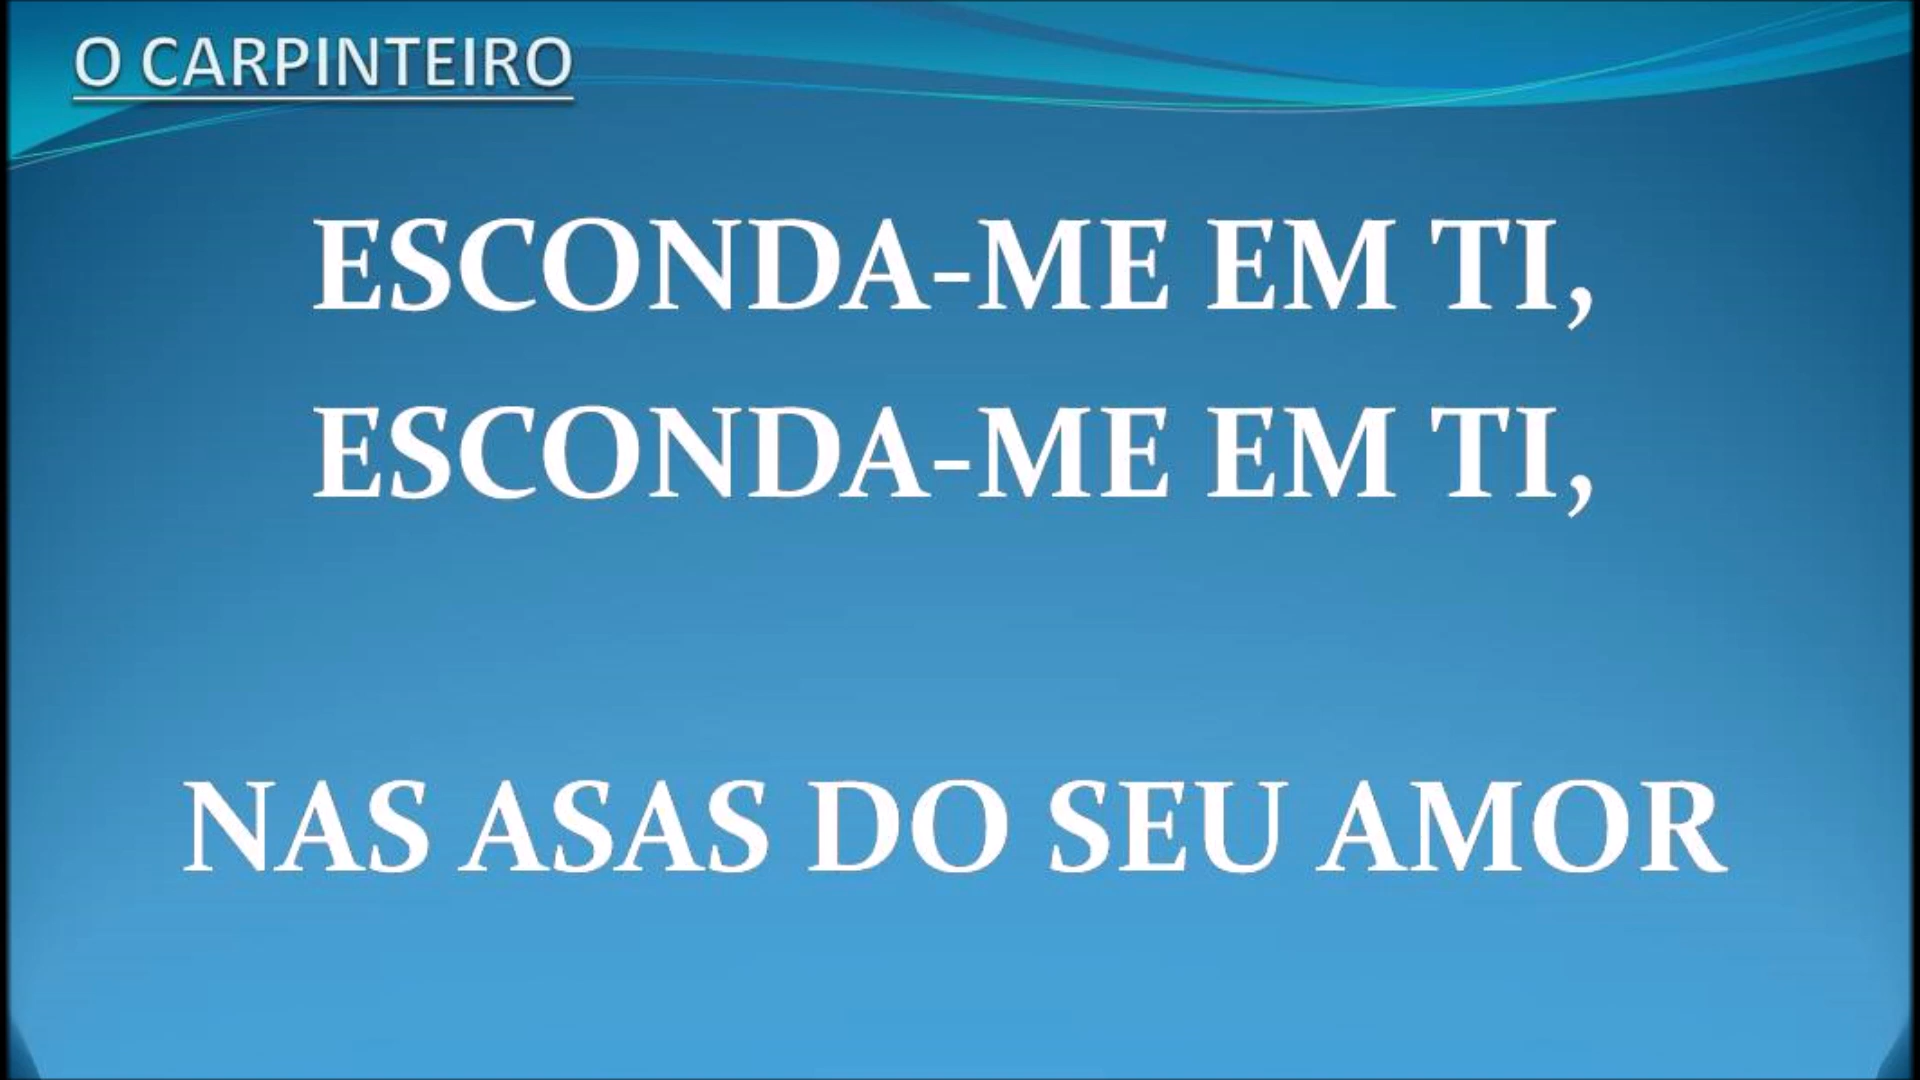 O CARPINTEIRO
ESCONDA-ME EM TI,
ESCONDA-ME EM TI,
NAS ASAS DO SEU AMOR